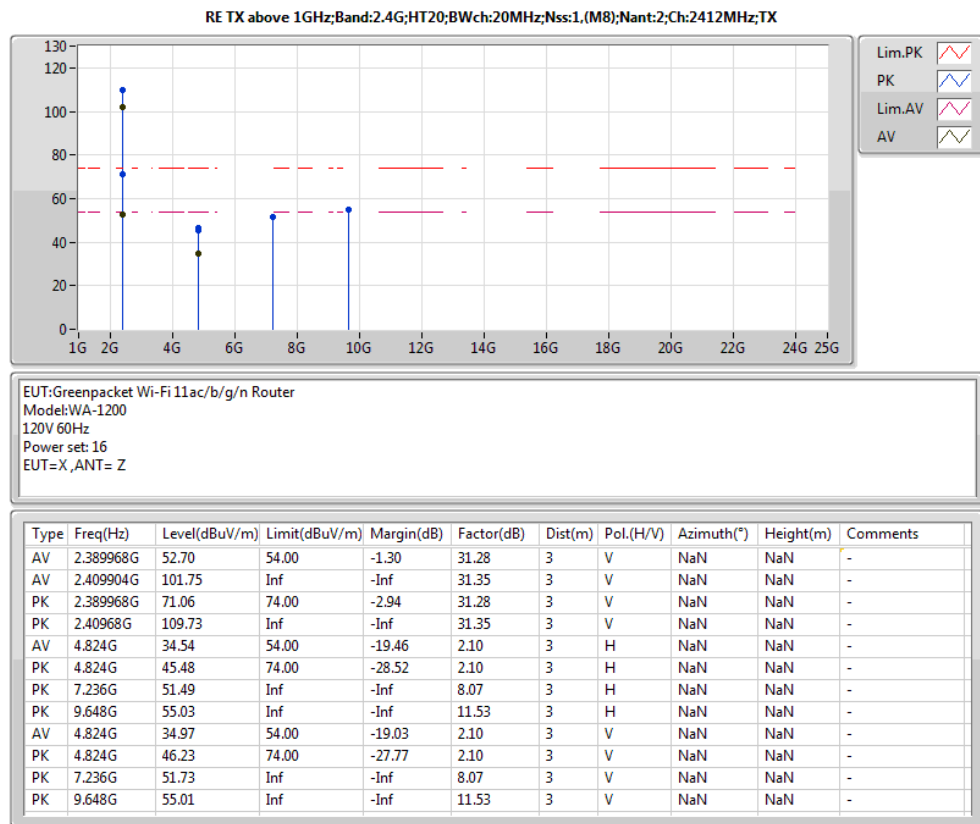 RE TX above 1GHz;Band:2.4G;HT20;BWch:20MHz;Nss:1,(M8);Nant:2;Ch:2412MHz;TX
130
120
100
80
60
40
20
0
1G 2G 4G 6G 8G 10G 12G 14G 16G 18G 20G 22G 24G 25G
Lim.PK
PK
Lim.AV
AV
EUT:Greenpacket Wi-Fi 11ac/b/g/n Router
Model:WA-1200
120V 60Hz
Power set: 16
EUT=X ,ANT= Z
Type Freq(Hz) Level(dBuV/m) Limit(dBuV/m) Margin(dB) Factor(dB) Dist(m) Pol.(H/V) Azimuth(°) Height(m) Comments
AV 2.389968G 52.70 54.00 -1.30 31.28 3 V NaN NaN -
AV 2.409904G 101.75 Inf -Inf 31.35 3 V NaN NaN -
PK 2.389968G 71.06 74.00 -2.94 31.28 3 V NaN NaN -
PK 2.40968G 109.73 Inf -Inf 31.35 3 V NaN NaN -
AV 4.824G 34.54 54.00 -19.46 2.10 3 H NaN NaN -
PK 4.824G 45.48 74.00 -28.52 2.10 3 H NaN NaN -
PK 7.236G 51.49 Inf -Inf 8.07 3 H NaN NaN -
PK 9.648G 55.03 Inf -Inf 11.53 3 H NaN NaN -
AV 4.824G 34.97 54.00 -19.03 2.10 3 V NaN NaN -
PK 4.824G 46.23 74.00 -27.77 2.10 3 V NaN NaN -
PK 7.236G 51.73 Inf -Inf 8.07 3 V NaN NaN -
PK 9.648G 55.01 Inf -Inf 11.53 3 V NaN NaN -